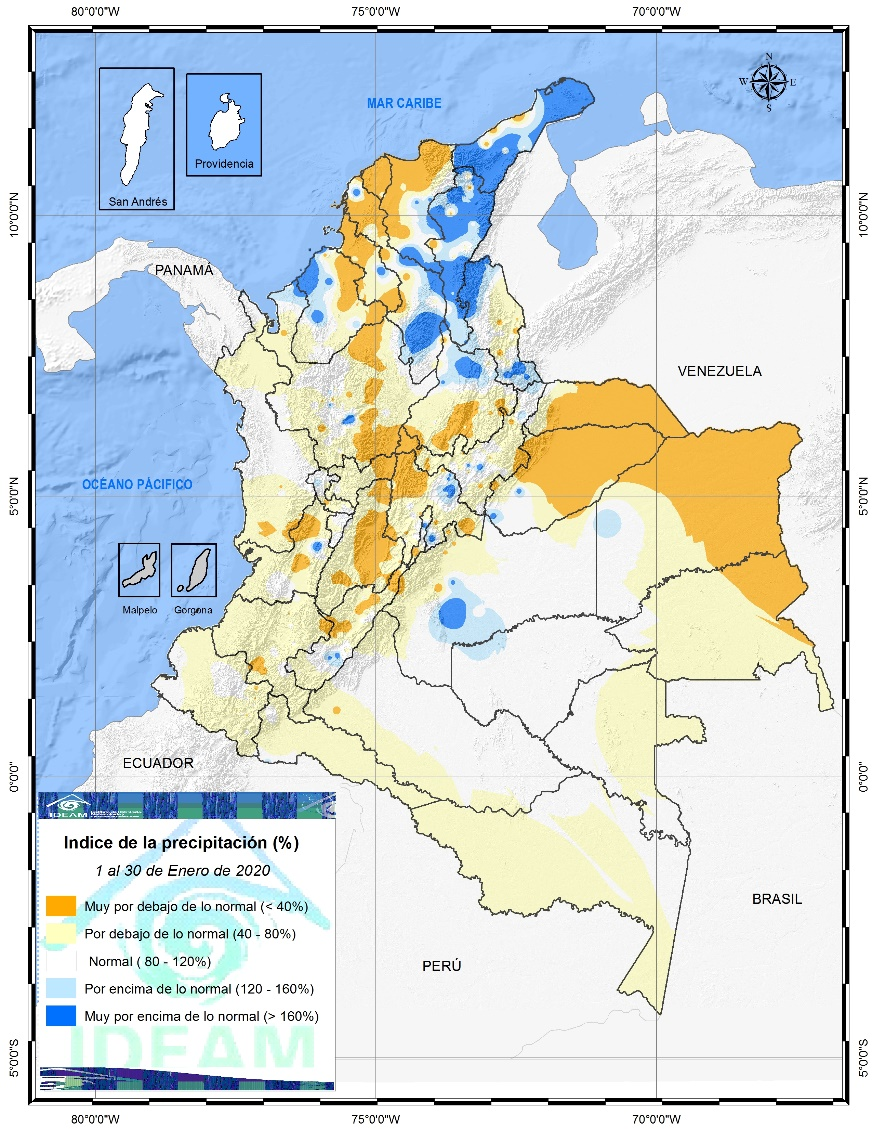 80°0'0"W 75°0'0"W 70°0'0"W
N
W E
S
MAR CARIBE
San Andrés
Providencia
10°0'0"N 10°0'0"N
PANAMÁ
VENEZUELA
OCÉANO PÁCIFICO
5°0'0"N 5°0'0"N
Malpelo Gorgona
ECUADOR
0°0'0" 0°0'0"
IDEAM
Indice de la precipitación (%)
1 al 30 de Enero de 2020
Muy por debajo de lo normal (< 40%)
Por debajo de lo normal (40 - 80%)
Normal ( 80 - 120%)
Por encima de lo normal (120 - 160%)
Muy por encima de lo normal (> 160%)
IDEAM
BRASIL
PERÚ
5°0'0"S 5°0'0"S
80°0'0"W 75°0'0"W 70°0'0"W